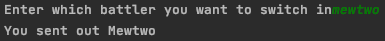 Enter which battler you want to switch inmewtwo
You sent out Mewtwo